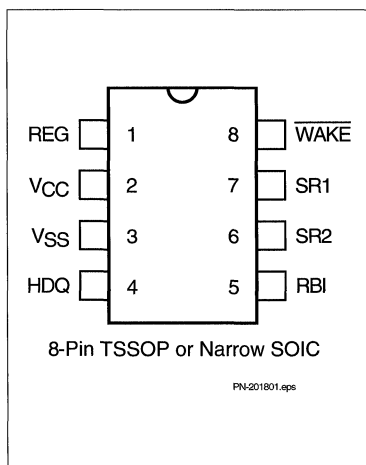 REG 1 8 WAKE
VCC 2 7 SR1
VSS 3 6 SR2
HDQ 4 5 RBI
8-Pin TSSOP or Narrow SOIC
PN-201801.eps